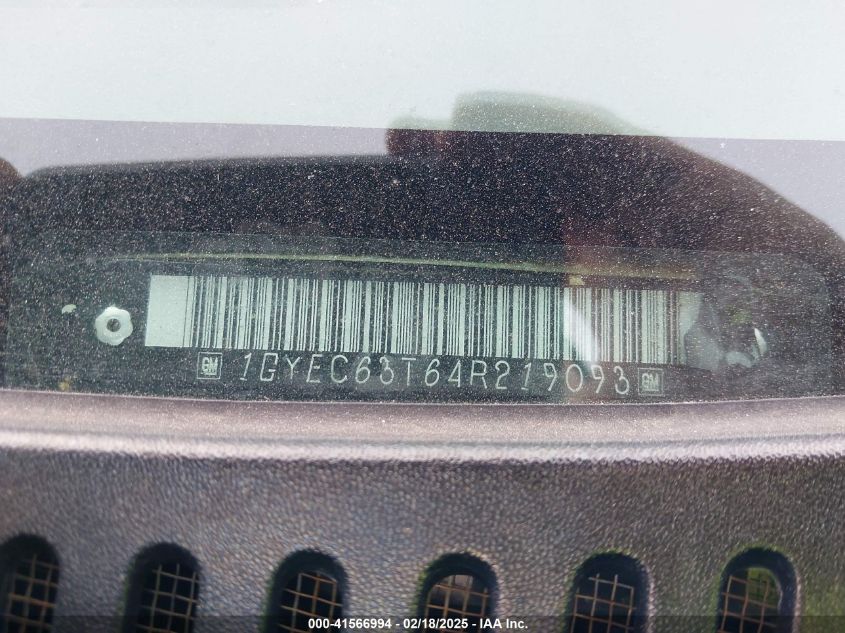 GM 1GYEC63T64R219093 GM
000-41566994 - 02/18/2025 - IAA Inc.